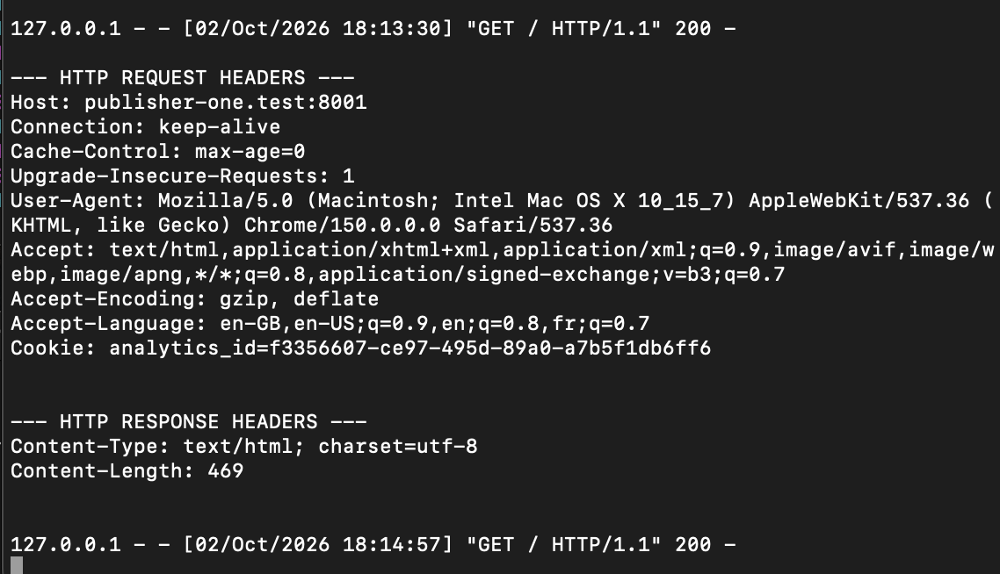 127.0.0.1 - - [02/Oct/2026 18:13:30] "GET / HTTP/1.1" 200 -
--- HTTP REQUEST HEADERS ---
Host: publisher-one.test:8001
Connection: keep-alive
Cache-Control: max-age=0
Upgrade-Insecure-Requests: 1
User-Agent: Mozilla/5.0 (Macintosh; Intel Mac OS X 10_15_7) AppleWebKit/537.36 (
KHTML, like Gecko) Chrome/150.0.0.0 Safari/537.36
Accept: text/html,application/xhtml+xml,application/xml;q=0.9,image/avif,image/w
ebp,image/apng,*/*;q=0.8,application/signed-exchange;v=b3;q=0.7
Accept-Encoding: gzip, deflate
Accept-Language: en-GB,en-US;q=0.9,en;q=0.8,fr;q=0.7
Cookie: analytics_id=f3356607-ce97-495d-89a0-a7b5f1db6ff6
--- HTTP RESPONSE HEADERS ---
Content-Type: text/html; charset=utf-8
Content-Length: 469
127.0.0.1 - - [02/Oct/2026 18:14:57] "GET / HTTP/1.1" 200 -